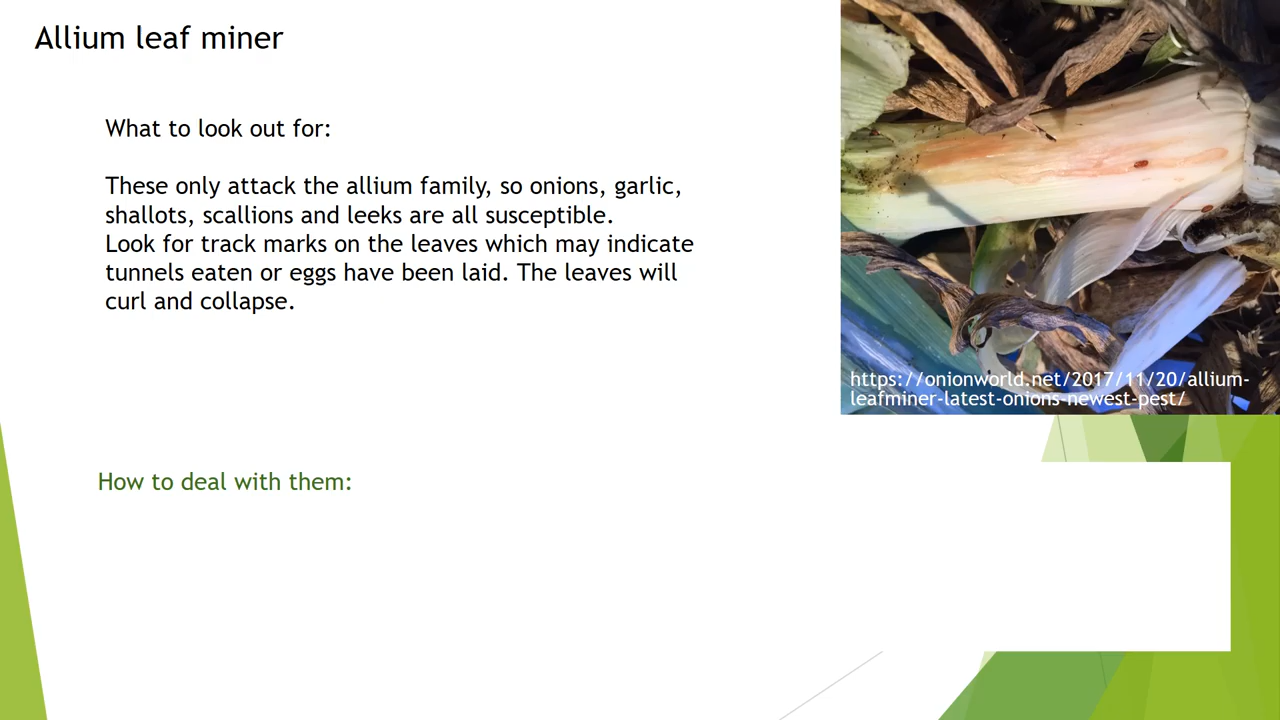 Allium leaf miner
What to look out for:
These only attack the allium family, so onions, garlic,
shallots, scallions and leeks are all susceptible.
Look for track marks on the leaves which may indicate
tunnels eaten or eggs have been laid. The leaves will
curl and collapse.
https://onionworld.net/2017/11/20/allium-
leafminer-latest-onions-newest-pest/
How to deal with them: